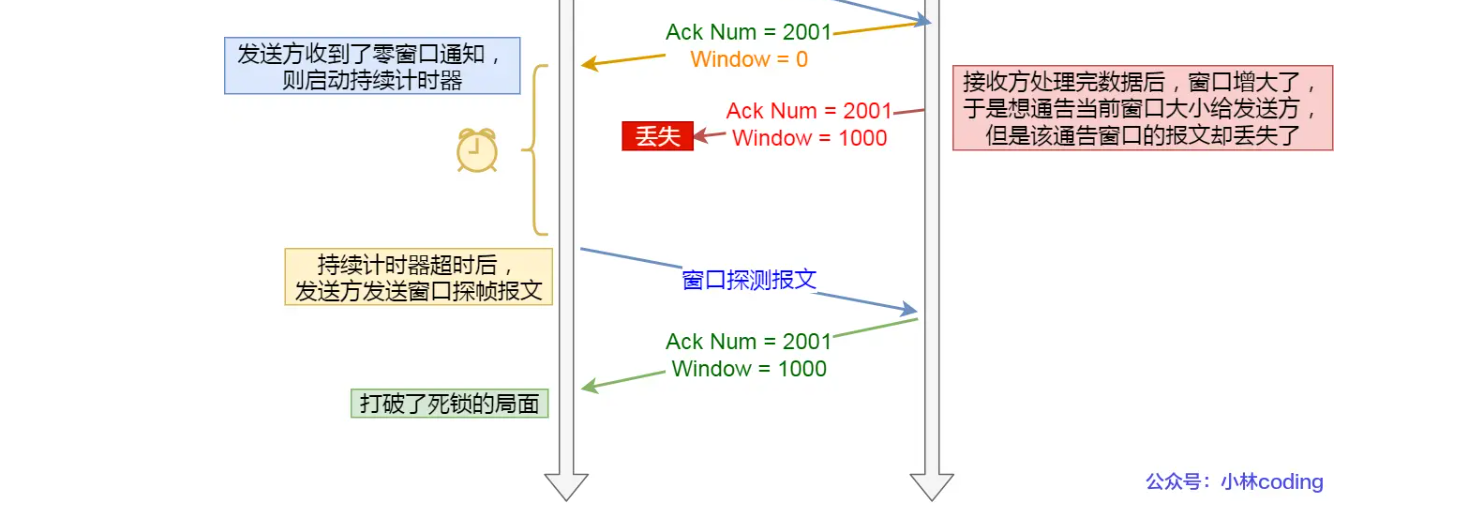 Ack Num = 2001
Window = 0
发送方收到了零窗口通知，
则启动持续计时器
接收方处理完数据后，窗口增大了，
于是想通告当前窗口大小给发送方，
但是该通告窗口的报文却丢失了
Ack Num = 2001
Window = 1000
丢失
持续计时器超时后，
发送方发送窗口探帧报文
窗口探测报文
Ack Num = 2001
Window = 1000
打破了死锁的局面
公众号：小林coding